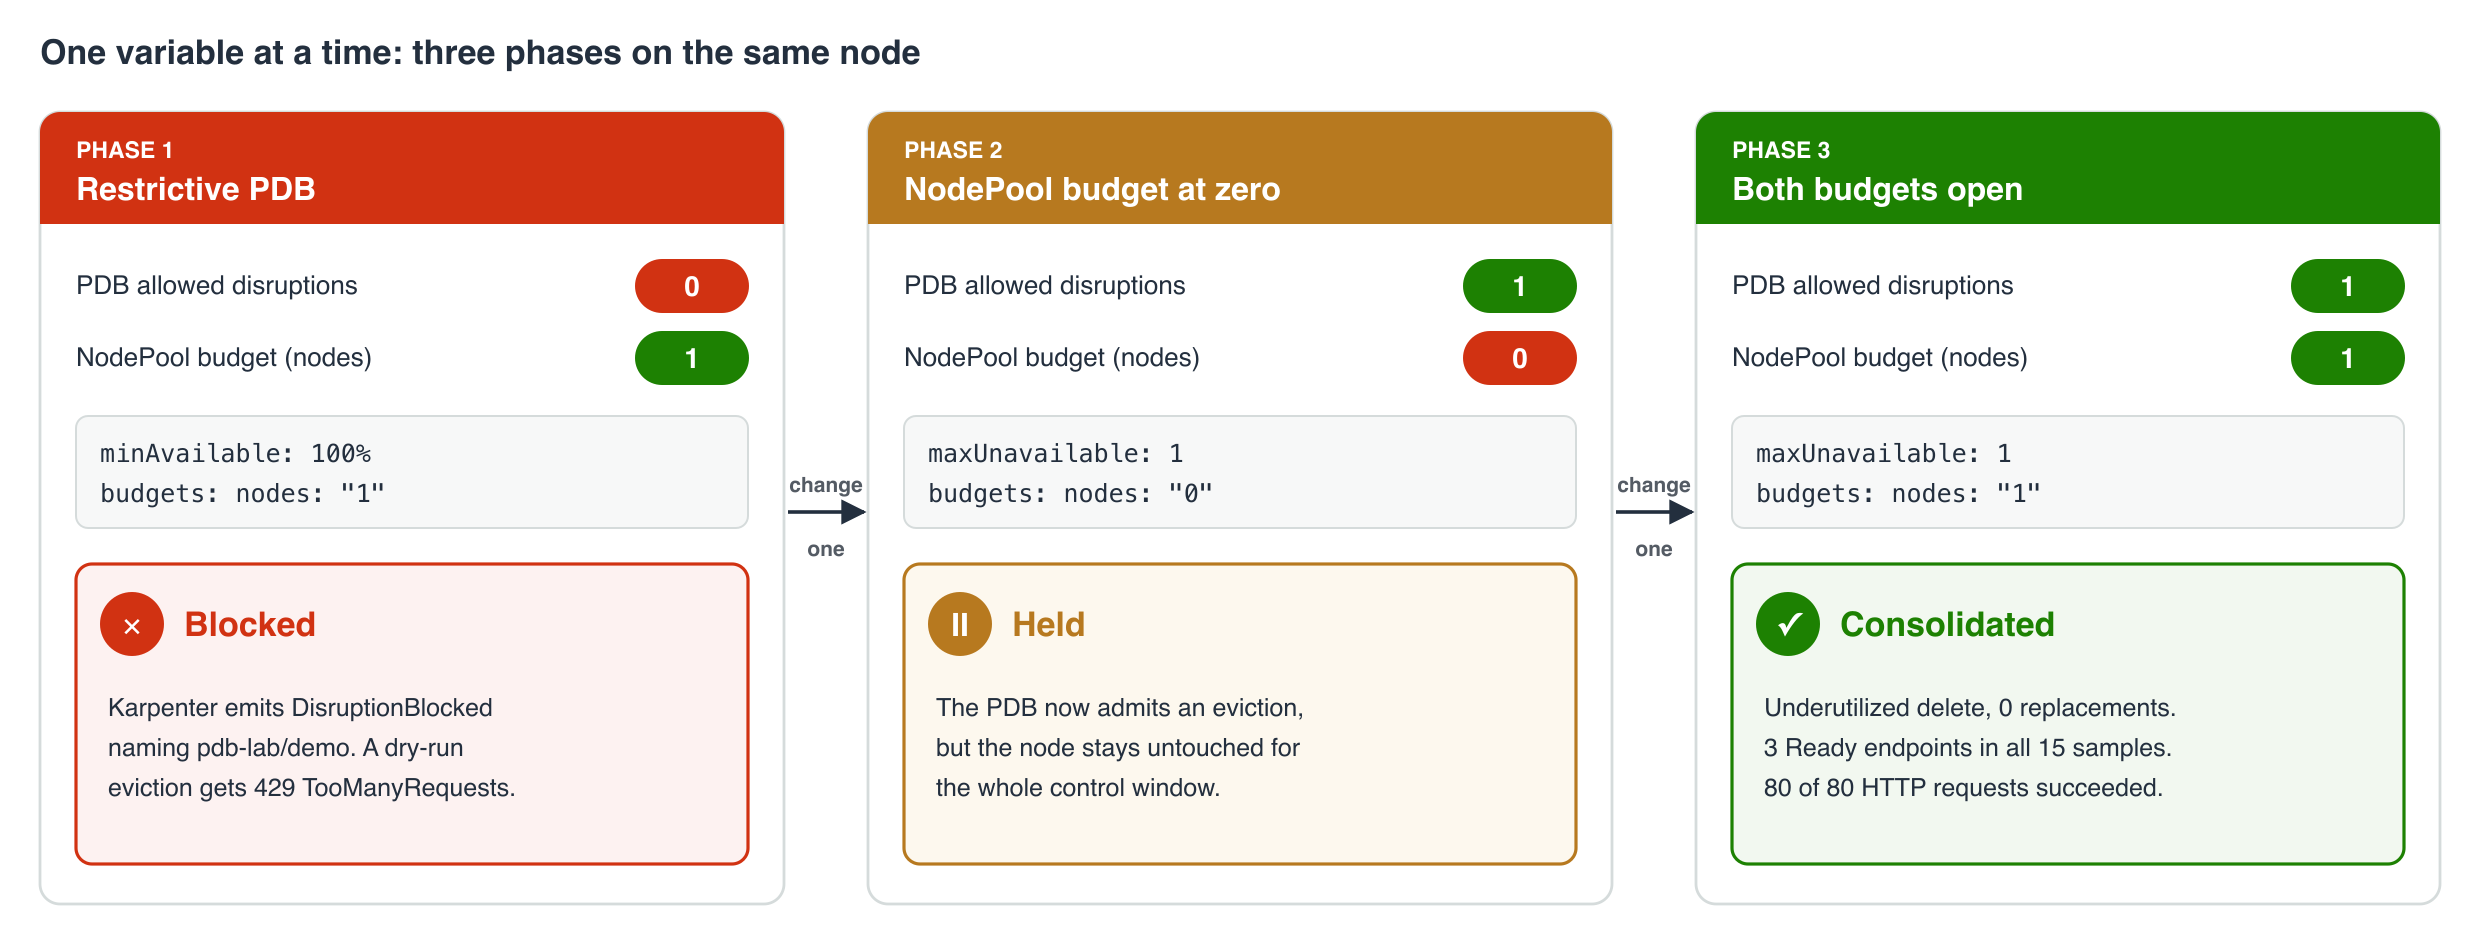 One variable at a time: three phases on the same node
PHASE 1
Restrictive PDB
PDB allowed disruptions
0
NodePool budget (nodes)
1
minAvailable: 100%
budgets: nodes: "1"
× Blocked
Karpenter emits DisruptionBlocked
naming pdb-lab/demo. A dry-run
eviction gets 429 TooManyRequests.
change
one
PHASE 2
NodePool budget at zero
PDB allowed disruptions
1
NodePool budget (nodes)
0
maxUnavailable: 1
budgets: nodes: "0"
Held
The PDB now admits an eviction,
but the node stays untouched for
the whole control window.
change
one
PHASE 3
Both budgets open
PDB allowed disruptions
1
NodePool budget (nodes)
1
maxUnavailable: 1
budgets: nodes: "1"
✓ Consolidated
Underutilized delete, 0 replacements.
3 Ready endpoints in all 15 samples.
80 of 80 HTTP requests succeeded.